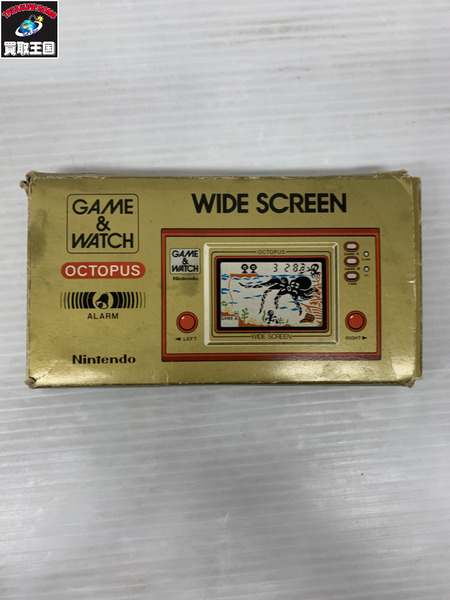 買取王国
GAME
&
WATCH
OCTOPUS
ALARM
Nintendo
WIDE SCREEN
GAME
&
WATCH
Nintendo
OCTOPUS
GAME A
LEFT
WIDE SCREEN
RIGHT